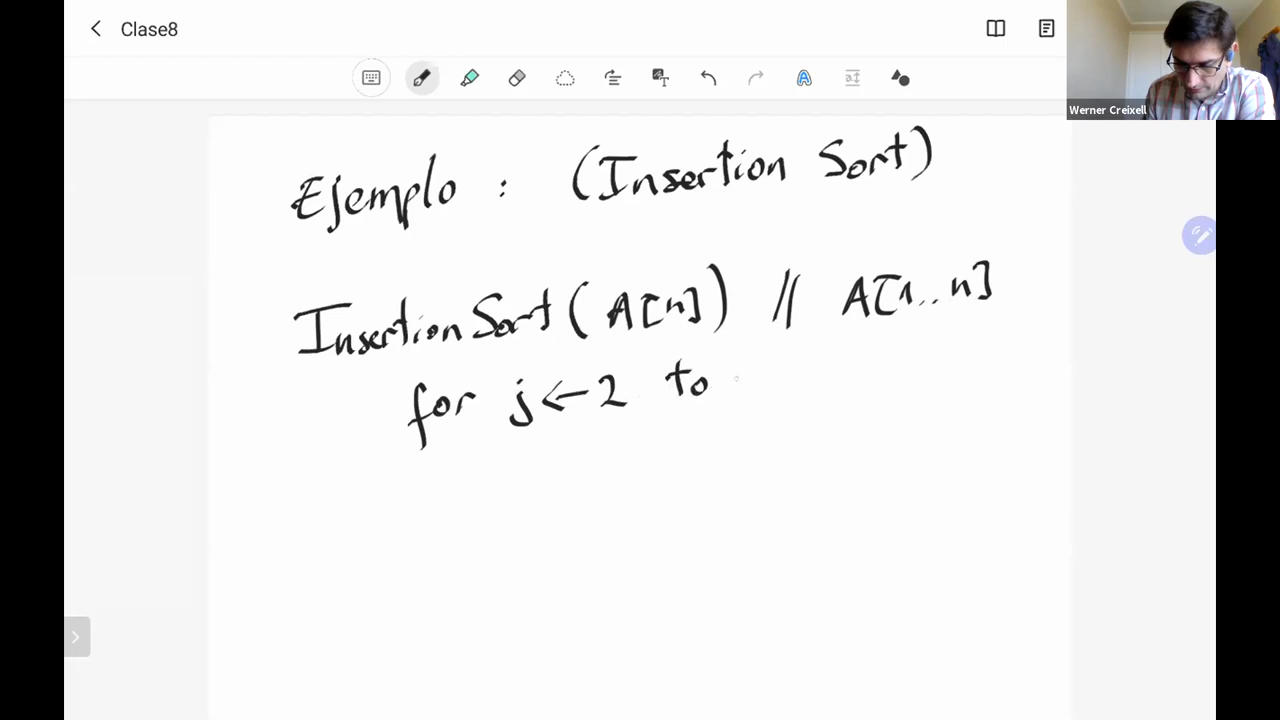 Clase8
Werner Creixell
Ejemplo : (Insertion Sort)
InsertionSort(A[n]) // A[1..n]
for j←2 to